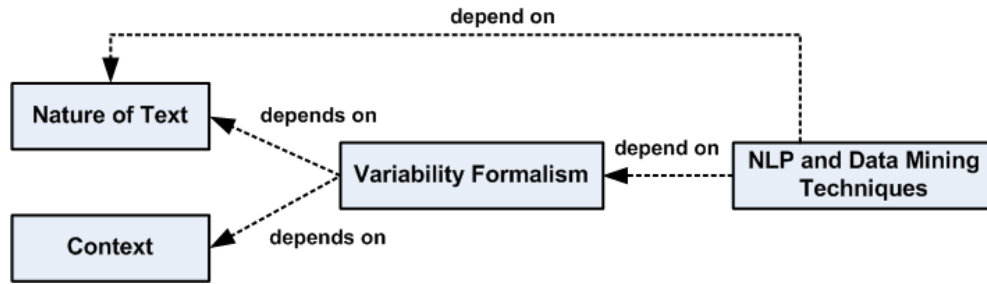 depend on
Nature of Text
depends on
Variability Formalism
depend on
NLP and Data Mining
Techniques
Context
depends on